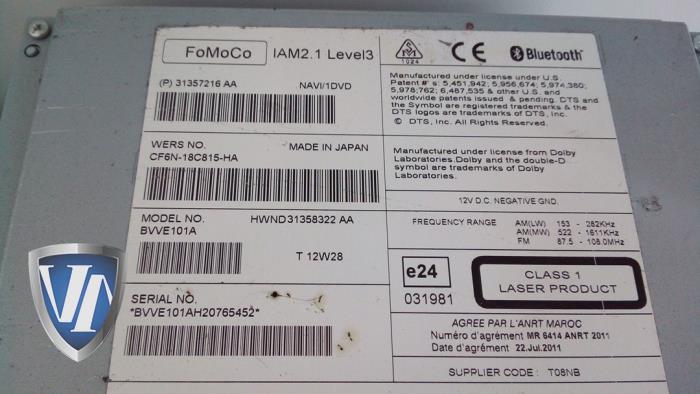 FoMoCo IAM2.1 Level3
(P) 31357216 AA NAVI/1DVD
WERS NO. MADE IN JAPAN
CF6N-18C815-HA
MODEL NO. HWND31358322 AA
BVVE101A
T 12W28
SERIAL NO.
*BVVE101AH20765452*
1024
CE
Bluetooth
Manufactured under license under U.S.
Patent # s: 5,451,942; 5,956,674; 5,974,380;
5,978,762; 6,487,535 & other U.S. and
worldwide patents issued & pending. DTS and
the Symbol are registered trademarks & the
DTS logos are trademarks of DTS, Inc.
© DTS, Inc. All Rights Reserved.
Manufactured under license from Dolby
Laboratories.Dolby and the double-D
symbol are trademarks of Dolby
Laboratories.
12V D.C. NEGATIVE GND.
FREQUENCY RANGE AM(LW) 153 - 282KHz
AM(MW) 522 - 1611KHz
FM 87.5 - 108.0MHz
e24
031981
CLASS 1
LASER PRODUCT
AGREE PAR L'ANRT MAROC
Numéro d'agrément MR 6414 ANRT 2011
Date d'agrément 22.Jul.2011
SUPPLIER CODE : T08NB
VI